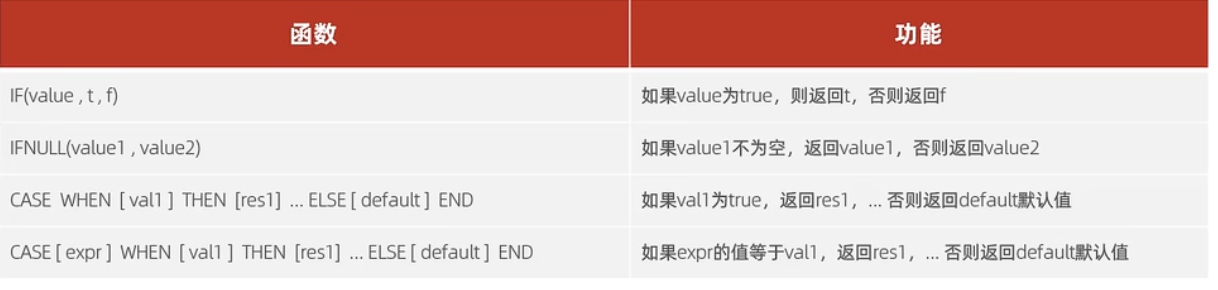 函数 功能
IF(value , t , f) 如果value为true，则返回t，否则返回f
IFNULL(value1 , value2) 如果value1不为空，返回value1，否则返回value2
CASE WHEN [ val1 ] THEN [res1] ... ELSE [ default ] END 如果val1为true，返回res1，... 否则返回default默认值
CASE [ expr ] WHEN [ val1 ] THEN [res1] ... ELSE [ default ] END 如果expr的值等于val1，返回res1，... 否则返回default默认值